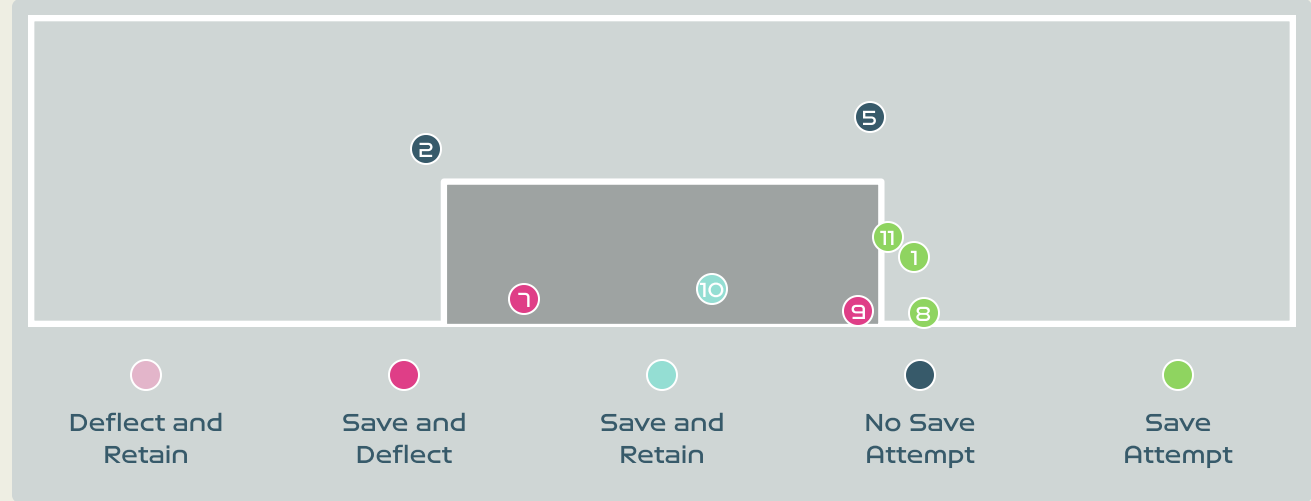 5
2
11
1
10
7
9
8
Deflect and
Retain
Save and
Deflect
Save and
Retain
No Save
Attempt
Save
Attempt